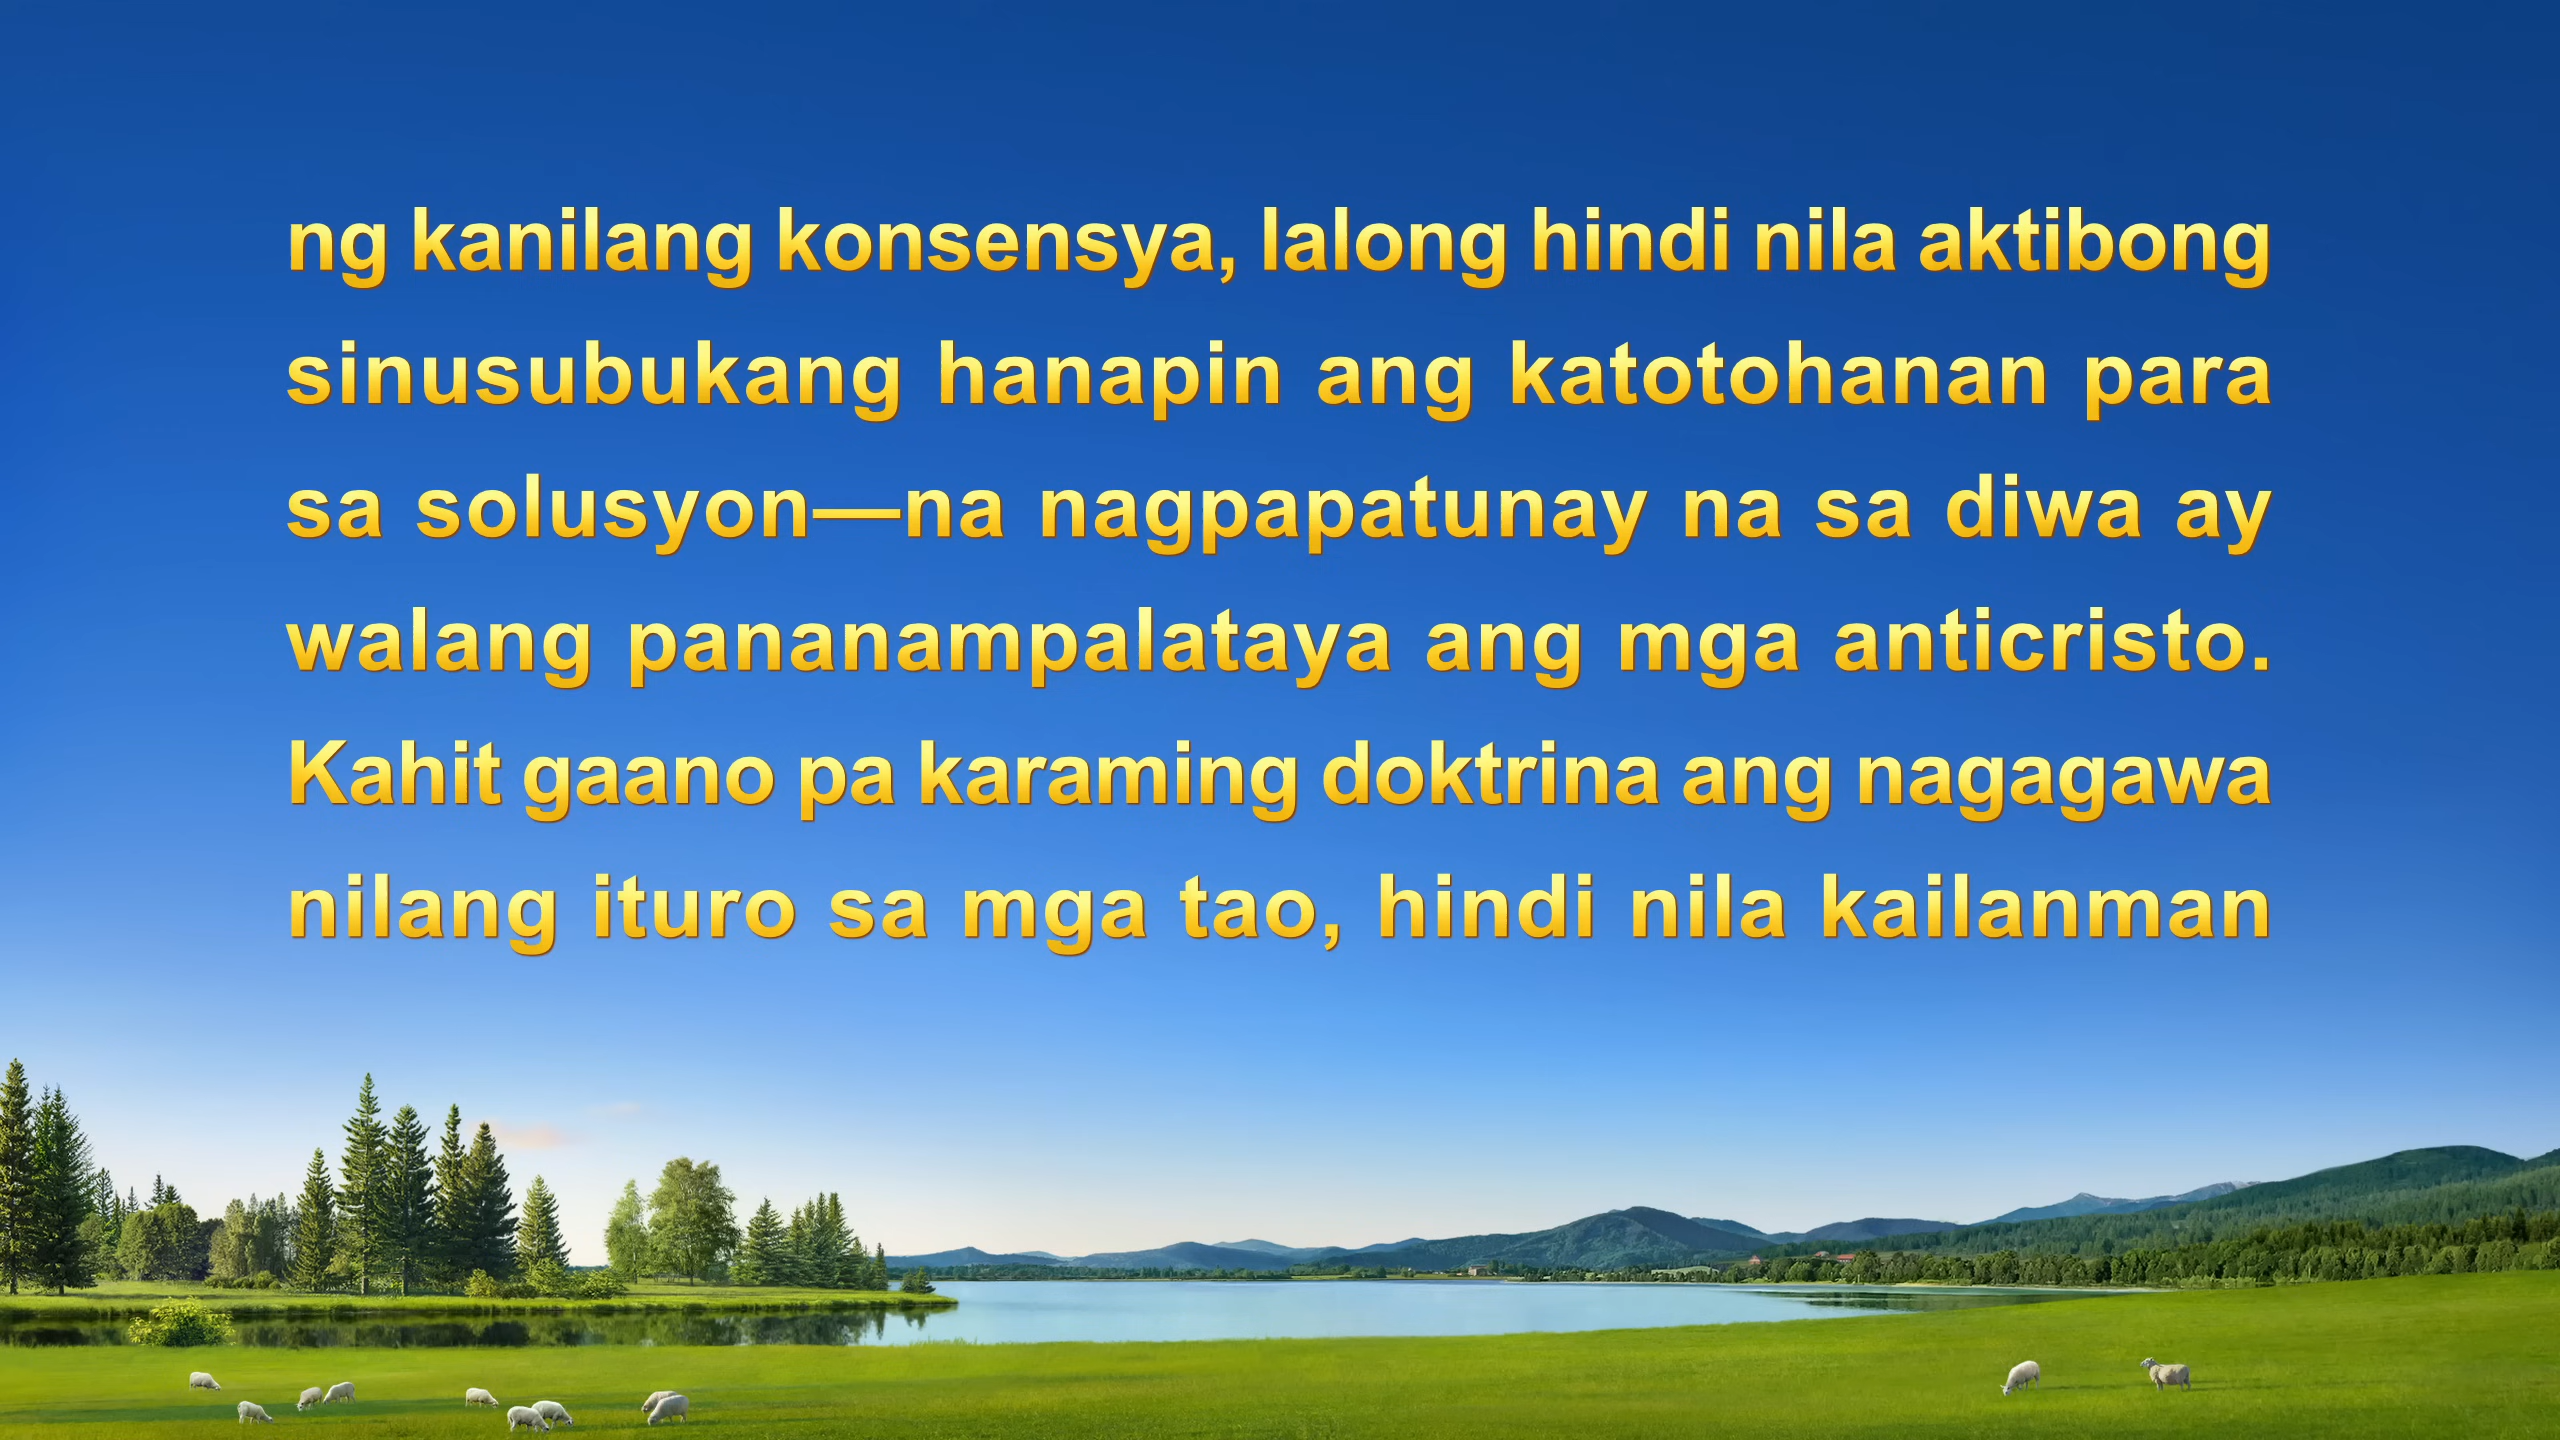 ng kanilang konsensya, lalong hindi nila aktibong
sinusubukang hanapin ang katotohanan para
sa solusyon—na nagpapatunay na sa diwa ay
walang pananampalataya ang mga anticristo.
Kahit gaano pa karaming doktrina ang nagagawa
nilang ituro sa mga tao, hindi nila kailanman